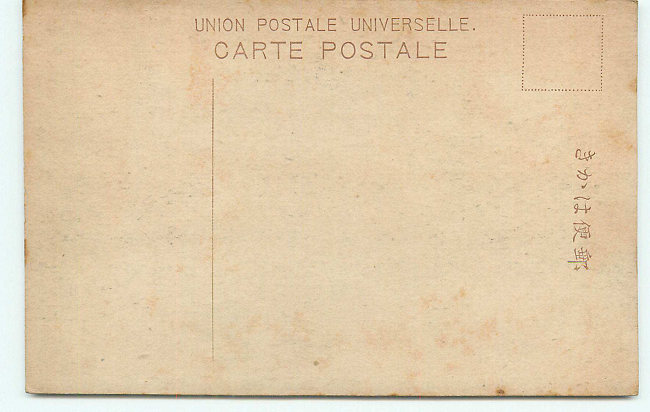 UNION POSTALE UNIVERSELLE.
CARTE POSTALE
郵便はかき